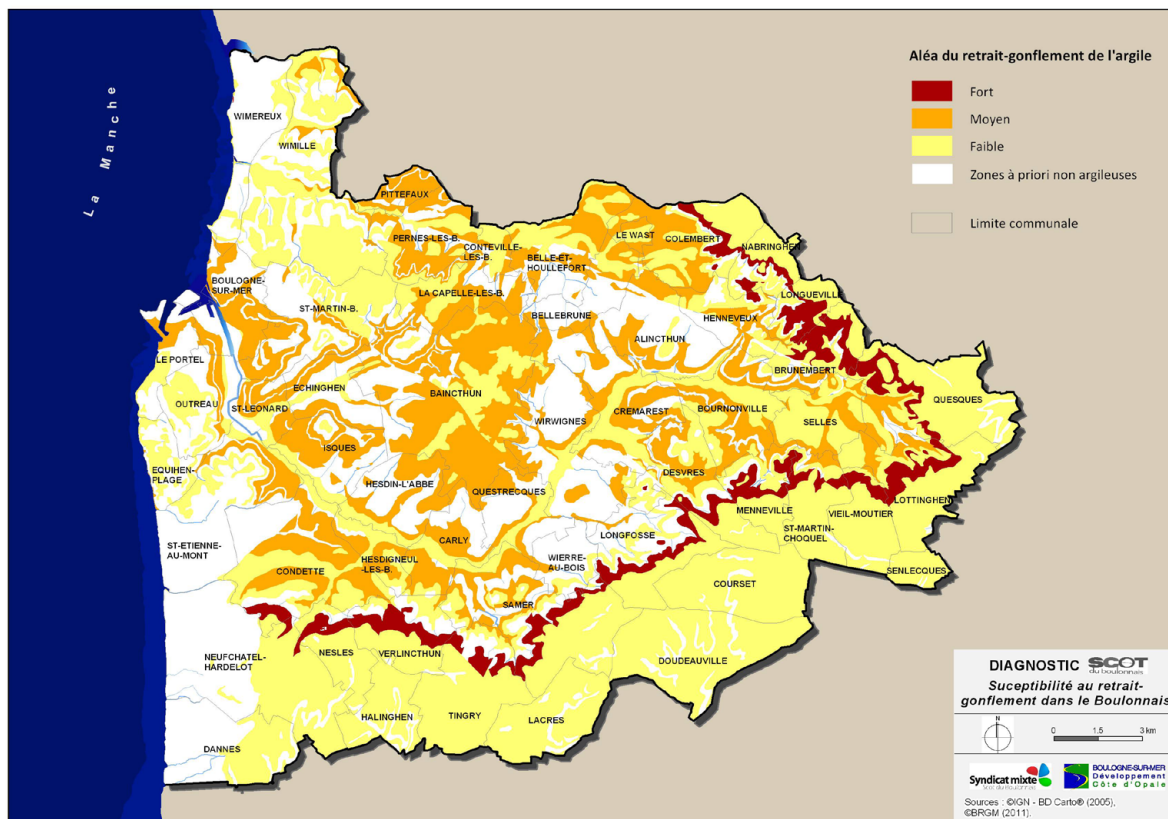 La Manche
Aléa du retrait-gonflement de l'argile
Fort
Moyen
Faible
Zones à priori non argileuses
Limite communale
WIMEREUX
WIMILLE
PITTEFAUX
PERNES-LES-B.
CONTEVILLE-
LES-B.
LE WAST
COLEMBERT
NABRINGHEN
BELLE-ET-
HOULLEFORT
BOULOGNE-
SUR-MER
ST-MARTIN-B.
LA CAPELLE-LES-B.
BELLEBRUNE
LONGUEVILLE
HENNEVEUX
ALINCTHUN
LE PORTEL
BRUNEMBERT
ECHINGHEN
BAINCTHUN
QUESQUES
OUTREAU
ST-LEONARD
CREMAREST
BOURNONVILLE
WIRWIGNES
SELLES
ISQUES
EQUIHEN-
PLAGE
DESVRES
HESDIN-L'ABBE
QUESTRECQUES
LOTTINGHEN
MENNEVILLE
VIEIL-MOUTIER
ST-MARTIN-
CHOQUEL
LONGFOSSE
CARLY
ST-ETIENNE-
AU-MONT
WIERRE-
AU-BOIS
HESDIGNEUL
-LES-B.
CONDETTE
SENLECQUES
COURSET
SAMER
NEUFCHATEL-
HARDELOT
NESLES
VERLINCTHUN
DOUDEAUVILLE
HALINGHEN
TINGRY
LACRES
DANNES
DIAGNOSTIC SCOT
du boulonnais
Suceptibilité au retrait-
gonflement dans le Boulonnais
N
0 1.5 3 km
Syndicat mixte
Scot du boulonnais
BOULOGNE-SUR-MER
Développement
Côte d'Opale
Sources : ©IGN - BD Carto® (2005),
©BRGM (2011).